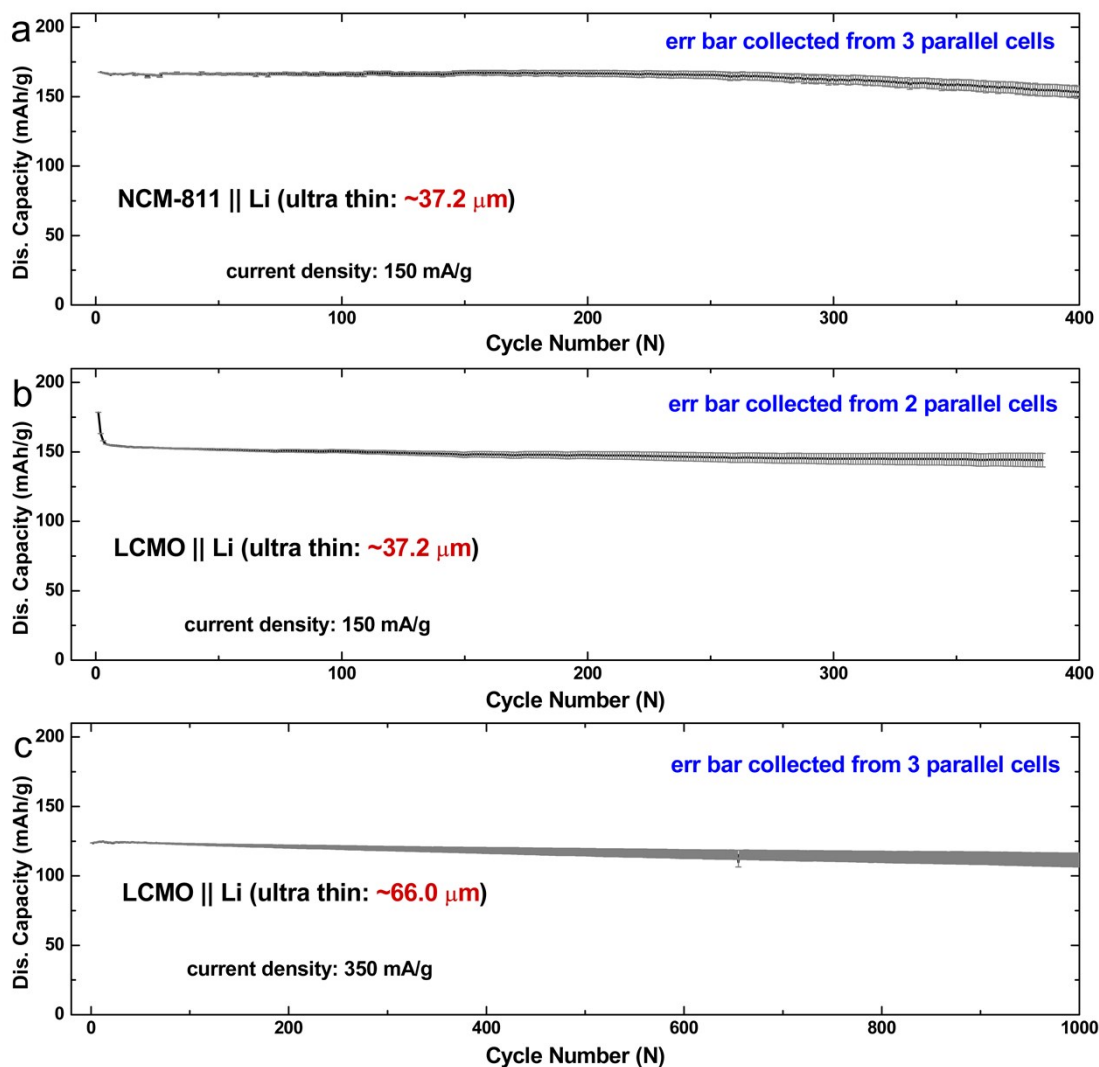 a
err bar collected from 3 parallel cells
NCM-811 || Li (ultra thin: ~37.2 μm)
current density: 150 mA/g
Dis. Capacity (mAh/g)
200
150
100
50
0
0 100 200 300 400
Cycle Number (N)
b
err bar collected from 2 parallel cells
LCMO || Li (ultra thin: ~37.2 μm)
current density: 150 mA/g
Dis. Capacity (mAh/g)
200
150
100
50
0
0 100 200 300 400
Cycle Number (N)
c
err bar collected from 3 parallel cells
LCMO || Li (ultra thin: ~66.0 μm)
current density: 350 mA/g
Dis. Capacity (mAh/g)
200
150
100
50
0
0 200 400 600 800 1000
Cycle Number (N)